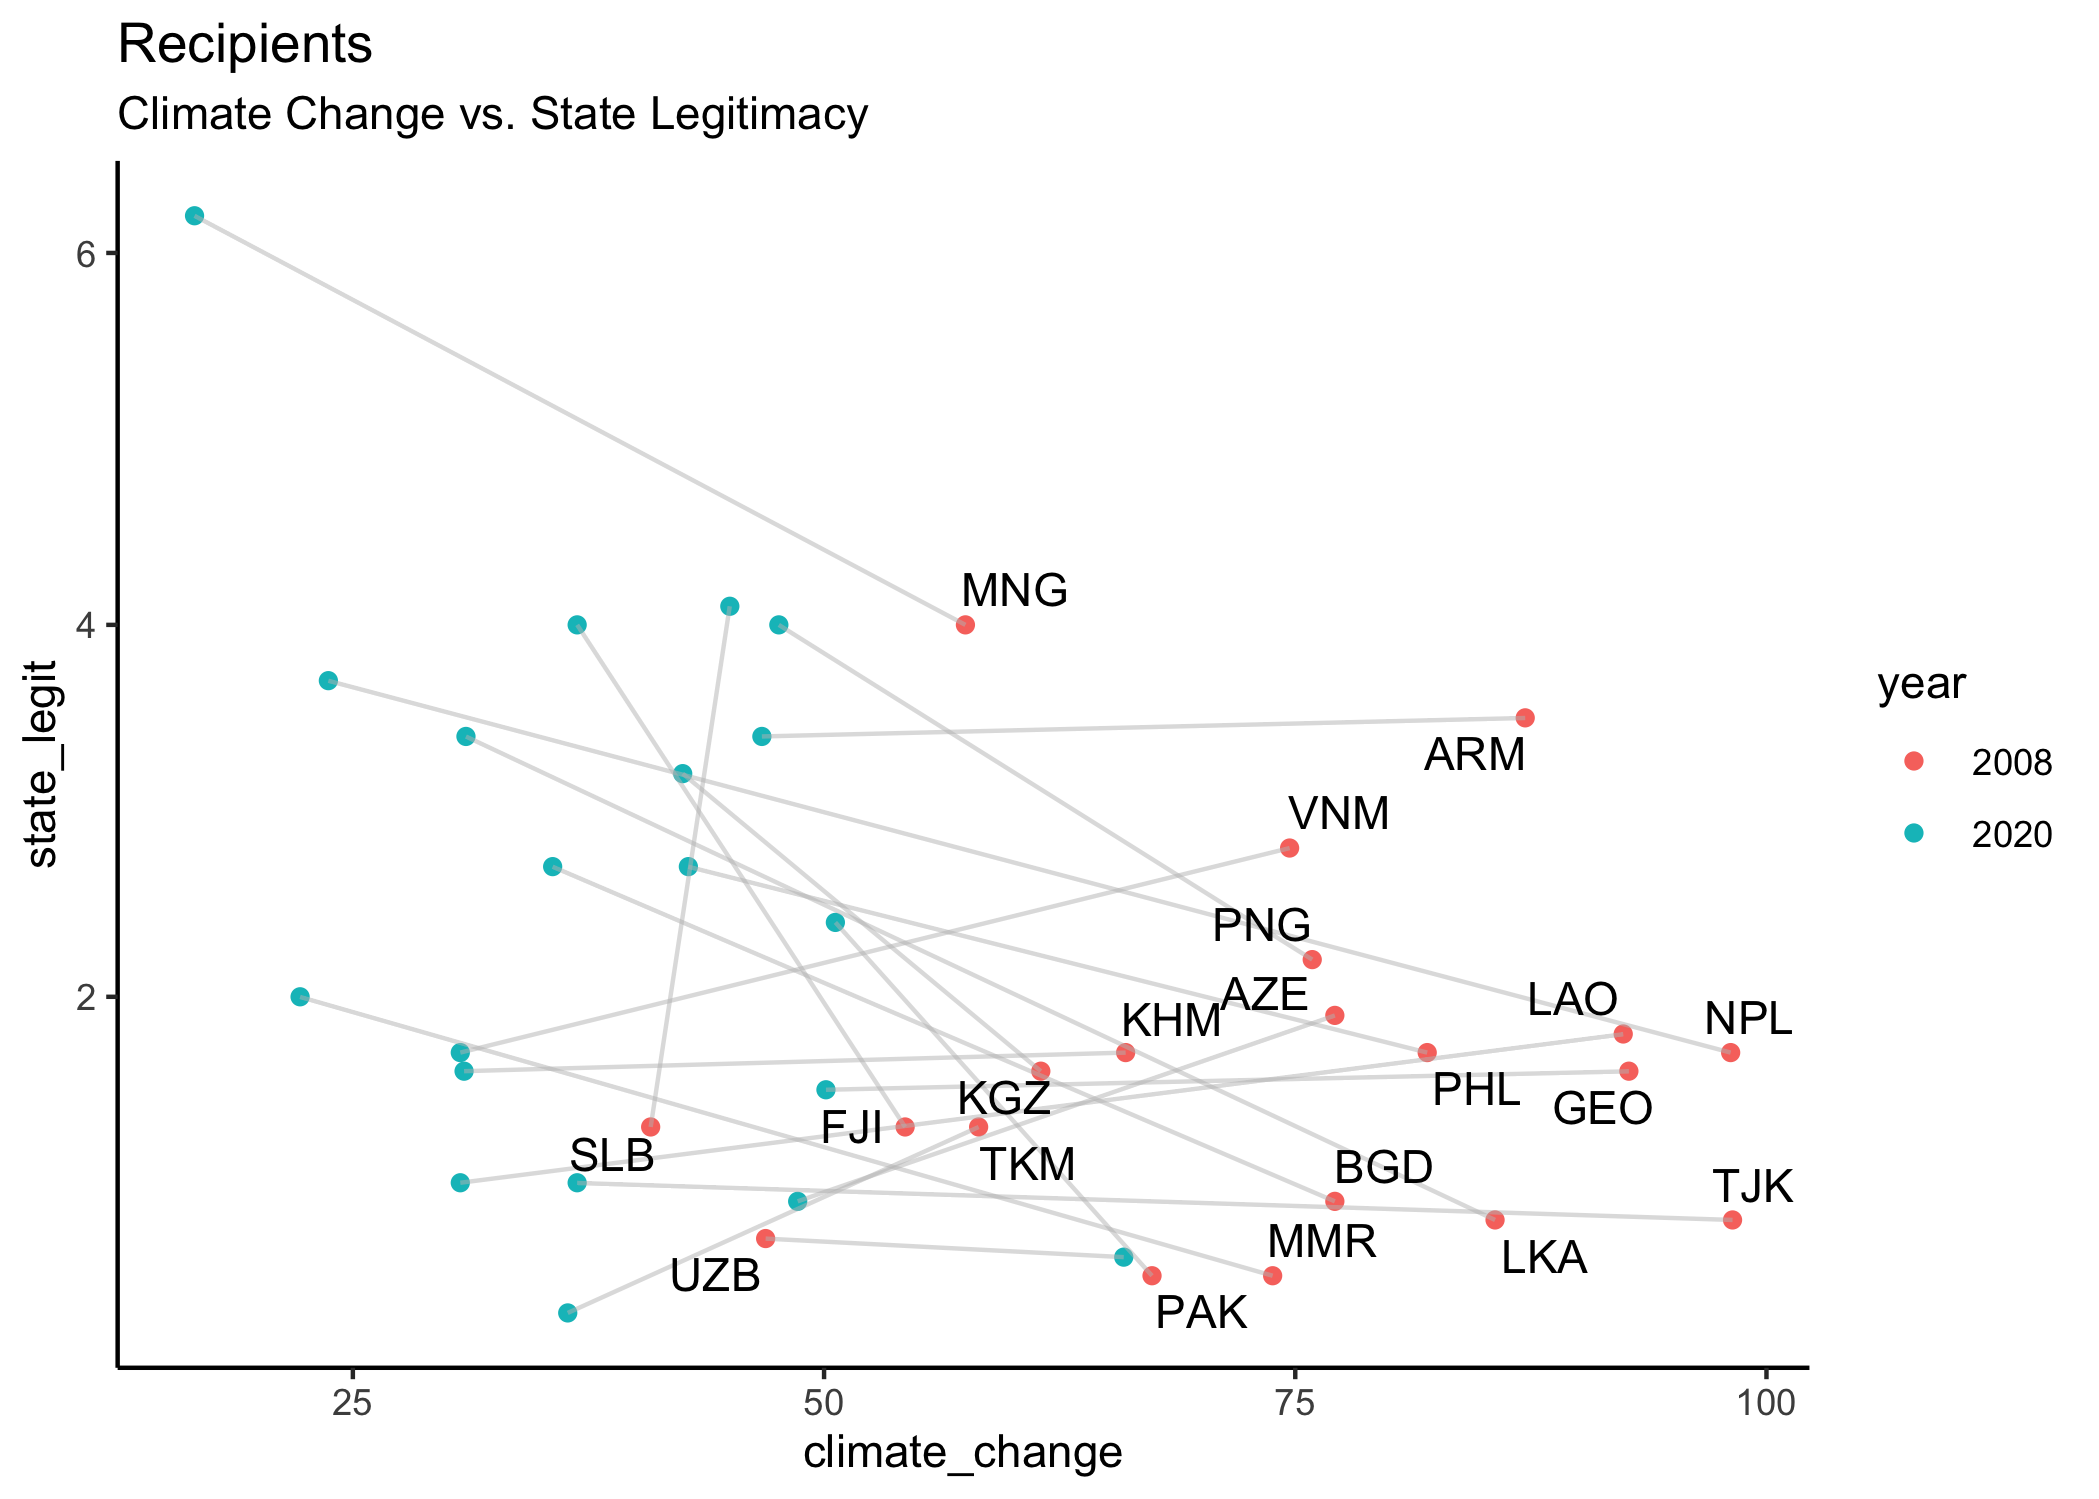 Recipients
Climate Change vs. State Legitimacy
6
4
2
state_legit
MNG
ARM
VNM
PNG
AZE
KHM
LAO
NPL
KGZ
PHL
GEO
FJI
SLB
TKM
BGD
TJK
MMR
LKA
UZB
PAK
25
50
75
100
climate_change
year
2008
2020